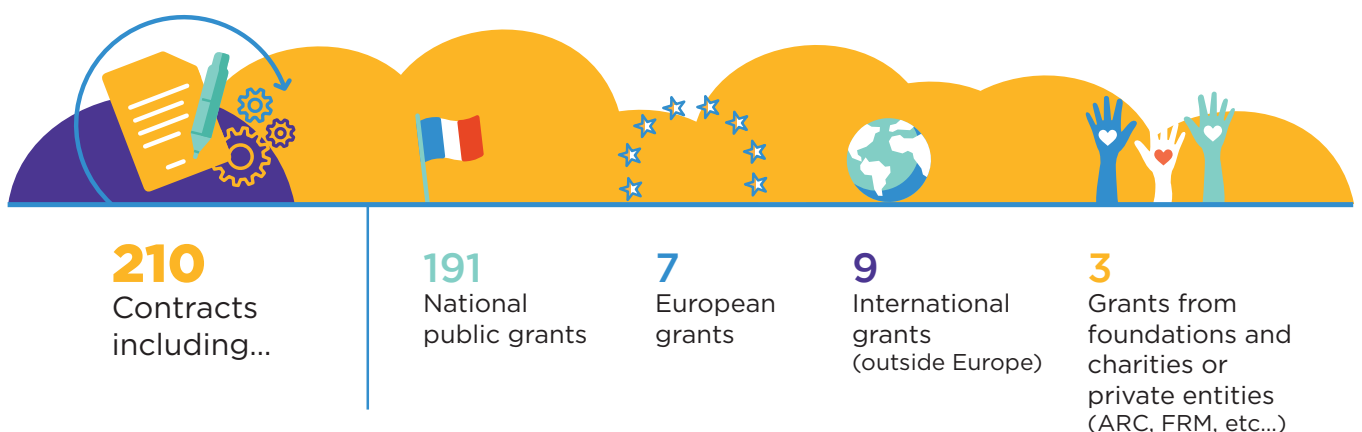 210
Contracts
including...
191
National
public grants
7
European
grants
9
International
grants
(outside Europe)
3
Grants from
foundations and
charities or
private entities
(ARC, FRM, etc...)